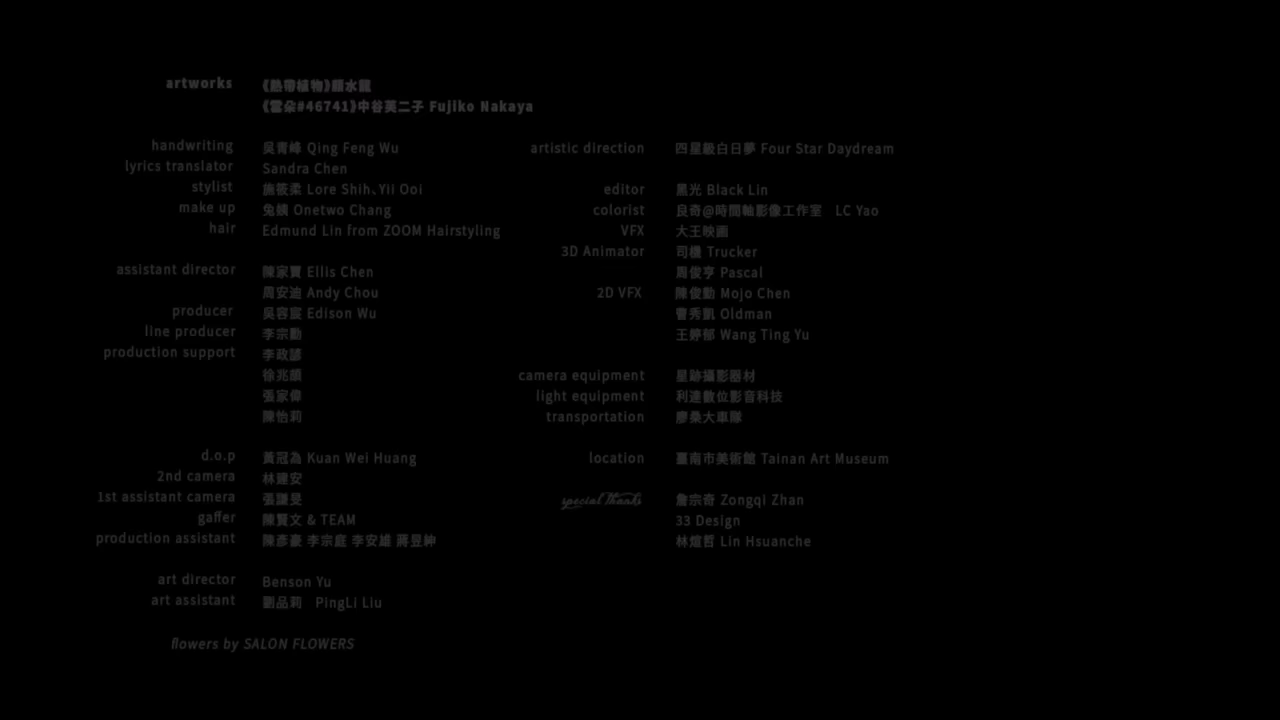 artworks 《熱帶植物》顏水龍
《雲朵#46741》中谷芙二子 Fujiko Nakaya
handwriting 吳青峰 Qing Feng Wu
lyrics translator Sandra Chen
stylist 施筱柔 Lore Shih、Yii Ooi
make up 兔姨 Onetwo Chang
hair Edmund Lin from ZOOM Hairstyling
assistant director 陳家寶 Ellis Chen
周安迪 Andy Chou
producer 吳容宸 Edison Wu
line producer 李宗勳
production support 李政諺
徐兆頤
張家偉
陳怡莉
d.o.p 黃冠為 Kuan Wei Huang
2nd camera 林建安
1st assistant camera 張謙旻
gaffer 陳賢文 & TEAM
production assistant 陳彥豪 李宗庭 李安雄 蔣昱紳
art director Benson Yu
art assistant 劉品莉 PingLi Liu
flowers by SALON FLOWERS
artistic direction 四星級白日夢 Four Star Daydream
editor 黑光 Black Lin
colorist 良奇@時間軸影像工作室 LC Yao
VFX 大王映画
3D Animator 司機 Trucker
周俊亨 Pascal
2D VFX 陳俊勳 Mojo Chen
曹秀凱 Oldman
王婷郁 Wang Ting Yu
camera equipment 星跡攝影器材
light equipment 利達數位影音科技
transportation 廖桑大車隊
location 臺南市美術館 Tainan Art Museum
special Thanks 詹宗奇 Zongqi Zhan
33 Design
林煊哲 Lin Hsuanche